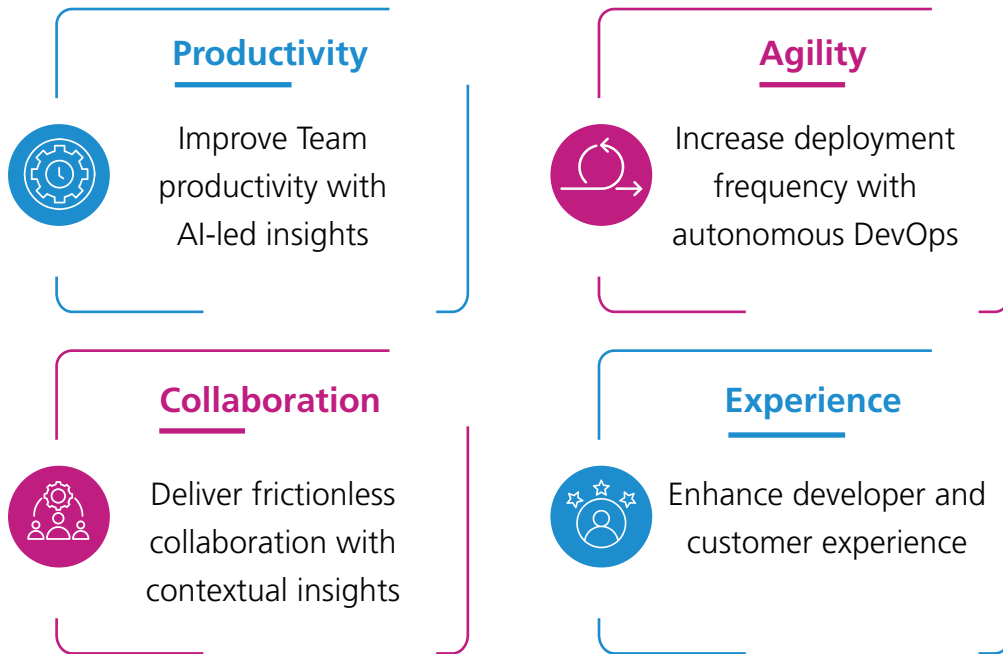 Productivity
Improve Team
productivity with
AI-led insights
Agility
Increase deployment
frequency with
autonomous DevOps
Collaboration
Deliver frictionless
collaboration with
contextual insights
Experience
Enhance developer and
customer experience